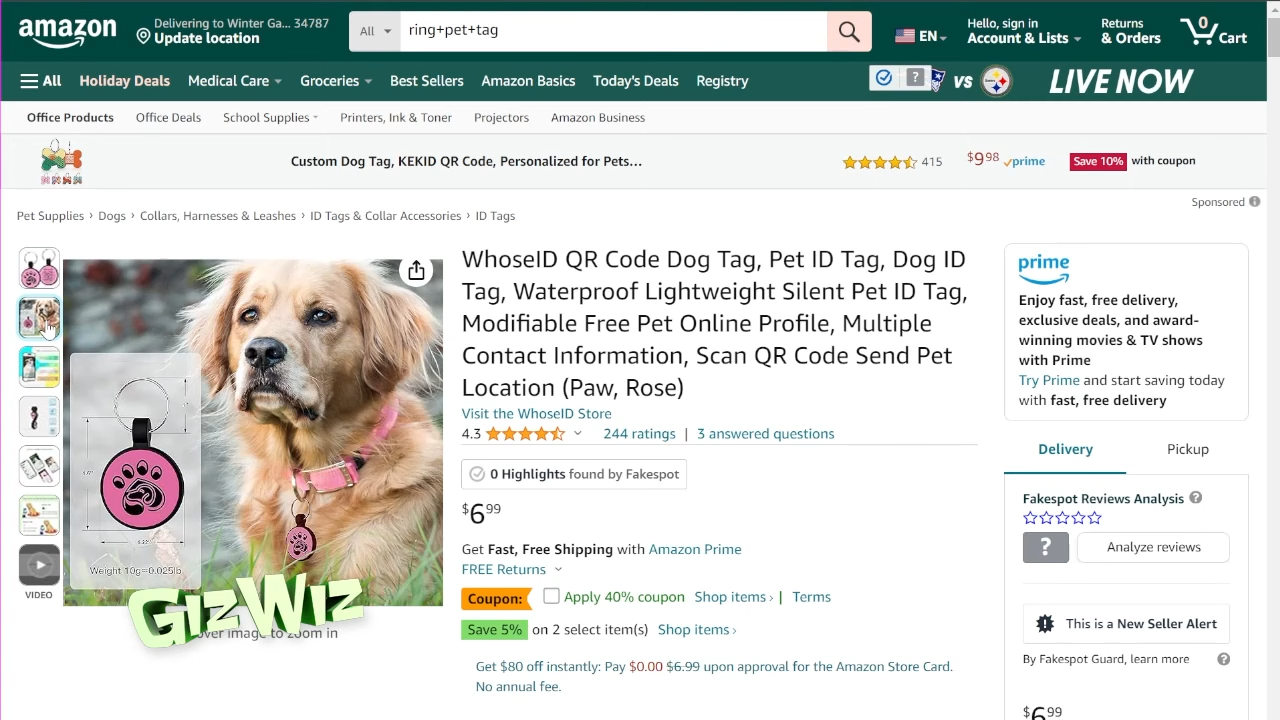 amazon
Delivering to Winter Ga... 34787
Update location
All
ring+pet+tag
EN
Hello, sign in
Account & Lists
Returns
& Orders
0
Cart
All
Holiday Deals
Medical Care
Groceries
Best Sellers
Amazon Basics
Today's Deals
Registry
?
VS
LIVE NOW
Office Products
Office Deals
School Supplies
Printers, Ink & Toner
Projectors
Amazon Business
Custom Dog Tag, KEKID QR Code, Personalized for Pets...
415
$9.98
prime
Save 10% with coupon
Sponsored
Pet Supplies › Dogs › Collars, Harnesses & Leashes › ID Tags & Collar Accessories › ID Tags
WhoseID QR Code Dog Tag, Pet ID Tag, Dog ID
Tag, Waterproof Lightweight Silent Pet ID Tag,
Modifiable Free Pet Online Profile, Multiple
Contact Information, Scan QR Code Send Pet
Location (Paw, Rose)
Visit the WhoseID Store
4.3
244 ratings | 3 answered questions
0 Highlights found by Fakespot
$6.99
Get Fast, Free Shipping with Amazon Prime
FREE Returns
Coupon: Apply 40% coupon Shop items › | Terms
Save 5% on 2 select item(s) Shop items ›
Get $80 off instantly: Pay $0.00 $6.99 upon approval for the Amazon Store Card.
No annual fee.
Weight 10g=0.025lb
VIDEO
GizWiz
over image to zoom in
prime
Enjoy fast, free delivery,
exclusive deals, and award-
winning movies & TV shows
with Prime
Try Prime and start saving today
with fast, free delivery
Delivery
Pickup
Fakespot Reviews Analysis ?
?
Analyze reviews
This is a New Seller Alert
By Fakespot Guard, learn more ?
$6.99